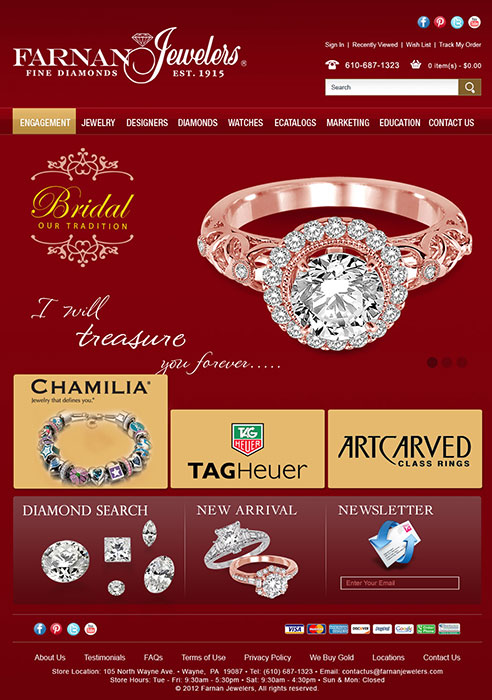 FARNAN Jewelers®
FINE DIAMONDS EST. 1915
Sign In | Recently Viewed | Wish List | Track My Order
610-687-1323 0 item(s) - $0.00
Search
ENGAGEMENT JEWELRY DESIGNERS DIAMONDS WATCHES ECATALOGS MARKETING EDUCATION CONTACT US
Bridal
OUR TRADITION
I will
treasure
you forever.....
CHAMILIA®
Jewelry that defines you.®
TAG
HEUER
TAGHeuer
ARTCARVED
CLASS RINGS
DIAMOND SEARCH
NEW ARRIVAL
NEWSLETTER
Enter Your Email
VISA DISCOVER PayPal Google
About Us Testimonials FAQs Terms of Use Privacy Policy We Buy Gold Locations Contact Us
Store Location: 105 North Wayne Ave. • Wayne, PA 19087 • Tel: (610) 687-1323 • Email: contactus@farnanjewelers.com
Store Hours: Tue - Fri: 9:30am - 5:30pm • Sat: 9:30am - 4:30pm • Sun & Mon: Closed
© 2012 Farnan Jewelers, All rights reserved.